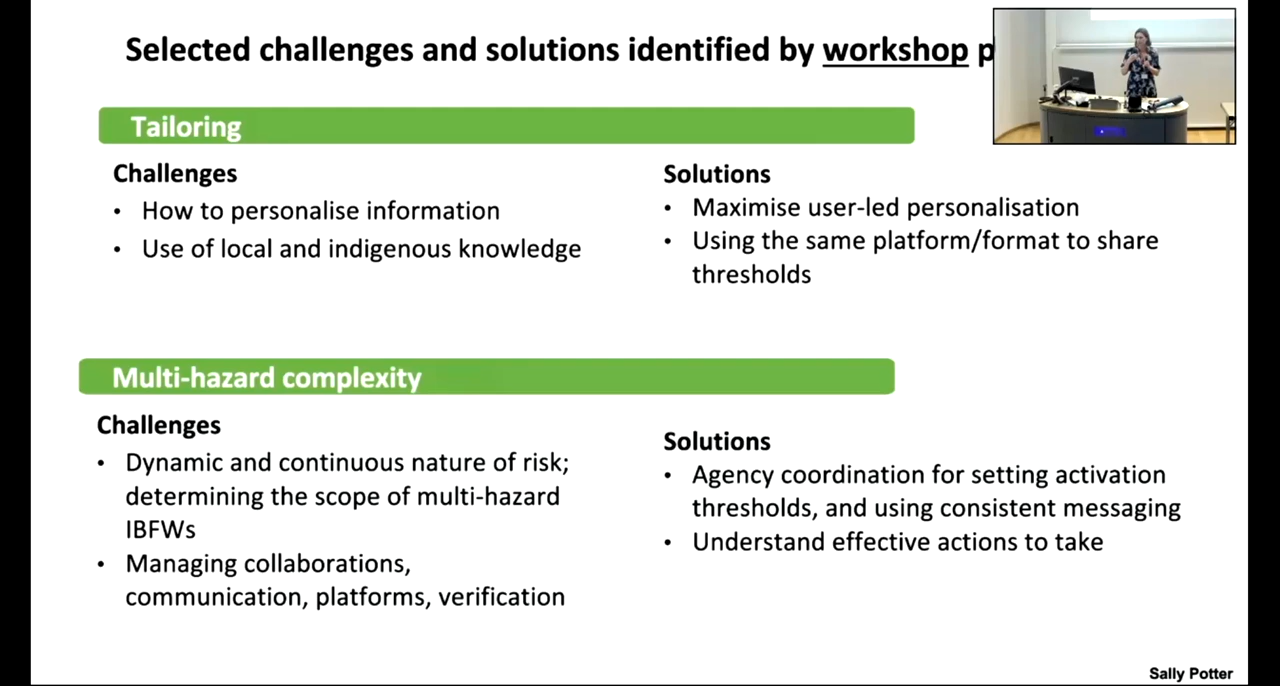 Selected challenges and solutions identified by workshop p
Tailoring
Challenges
• How to personalise information
• Use of local and indigenous knowledge
Solutions
• Maximise user-led personalisation
• Using the same platform/format to share
thresholds
Multi-hazard complexity
Challenges
• Dynamic and continuous nature of risk;
determining the scope of multi-hazard
IBFWs
• Managing collaborations,
communication, platforms, verification
Solutions
• Agency coordination for setting activation
thresholds, and using consistent messaging
• Understand effective actions to take
Sally Potter